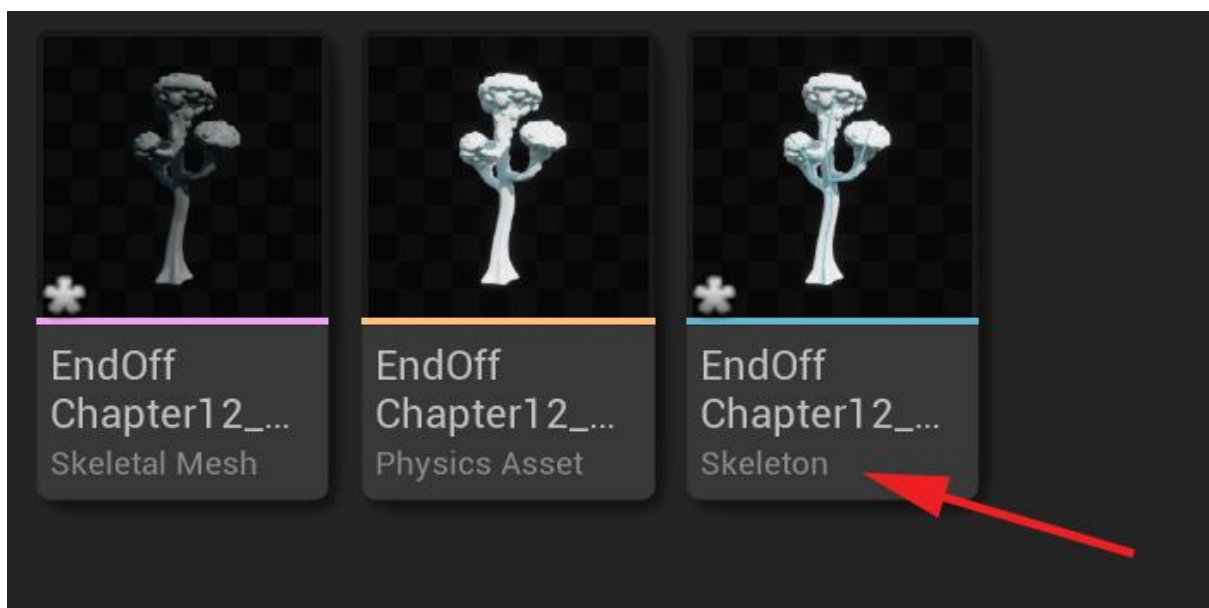 EndOff
Chapter12_...
Skeletal Mesh
EndOff
Chapter12_...
Physics Asset
EndOff
Chapter12_...
Skeleton